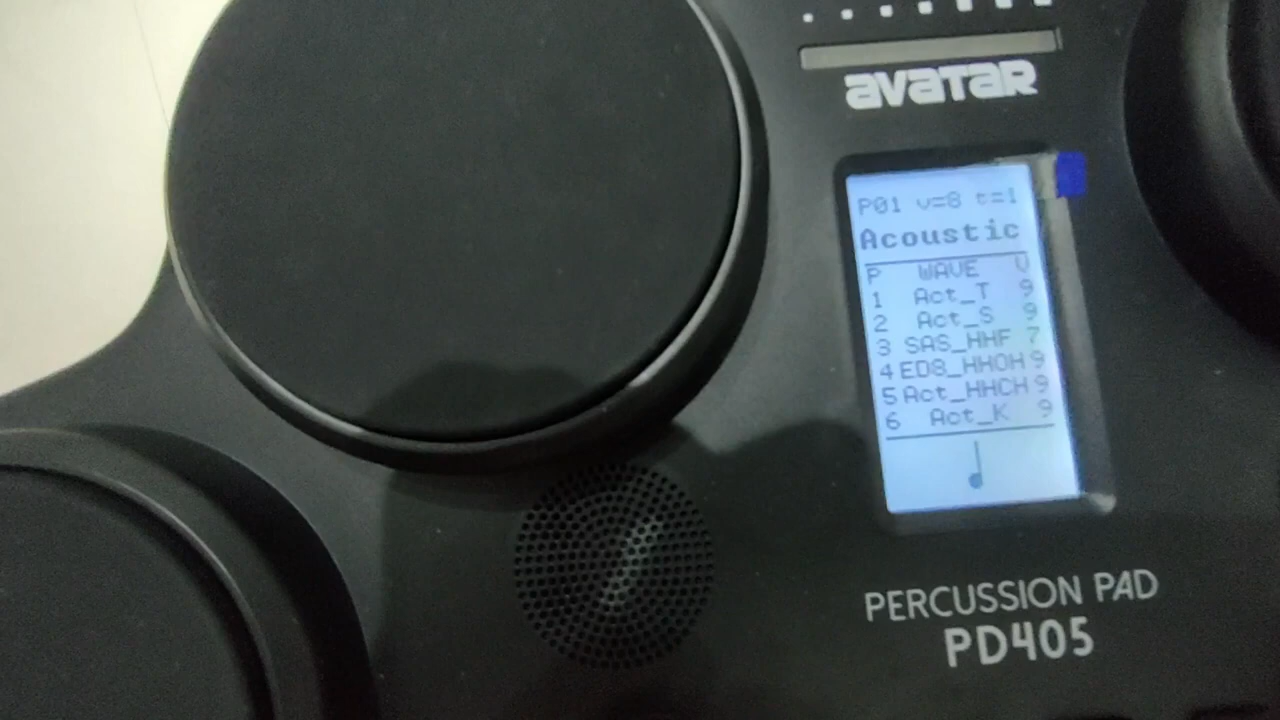 AVATAR
P01 v=8 t=1
Acoustic
P WAVE V
1 Act_T 9
2 Act_S 9
3 SAS_HHF 7
4 ED8_HHOH 9
5 Act_HHCH 9
6 Act_K 9
PERCUSSION PAD
PD405